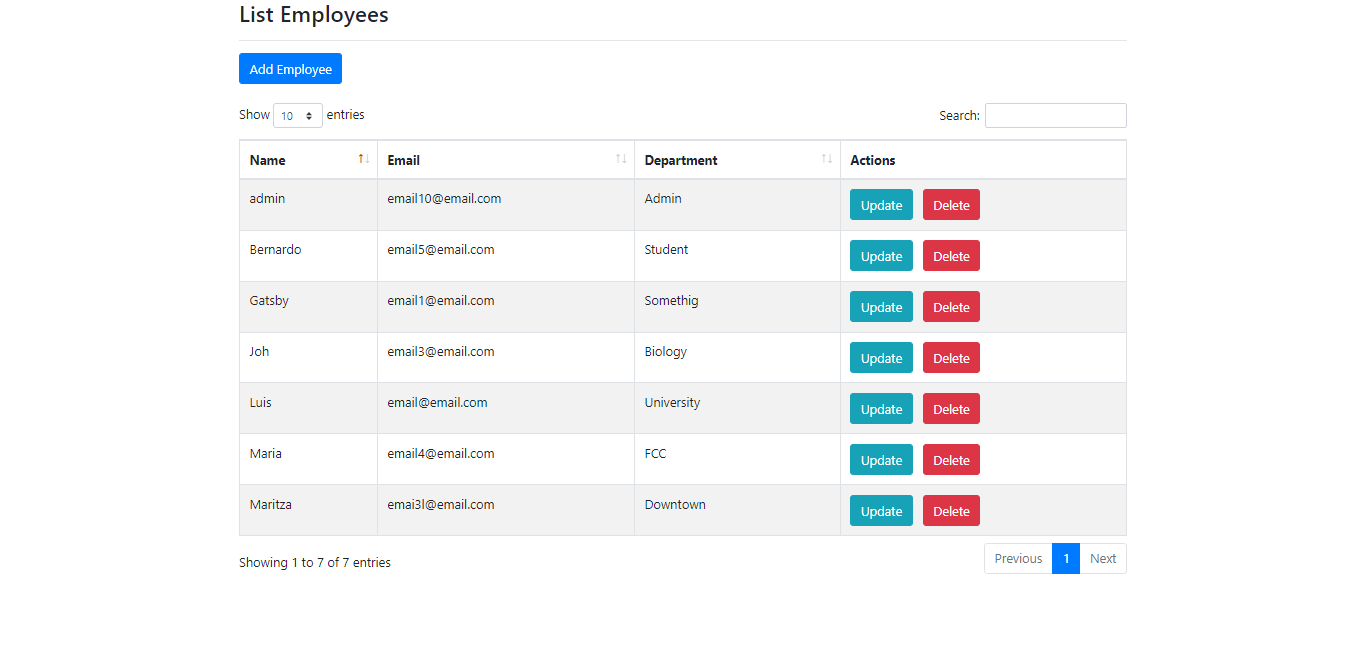 List Employees
Add Employee
Show 10 entries Search:
Name Email Department Actions
admin email10@email.com Admin Update Delete
Bernardo email5@email.com Student Update Delete
Gatsby email1@email.com Somethig Update Delete
Joh email3@email.com Biology Update Delete
Luis email@email.com University Update Delete
Maria email4@email.com FCC Update Delete
Maritza emai3l@email.com Downtown Update Delete
Showing 1 to 7 of 7 entries Previous 1 Next